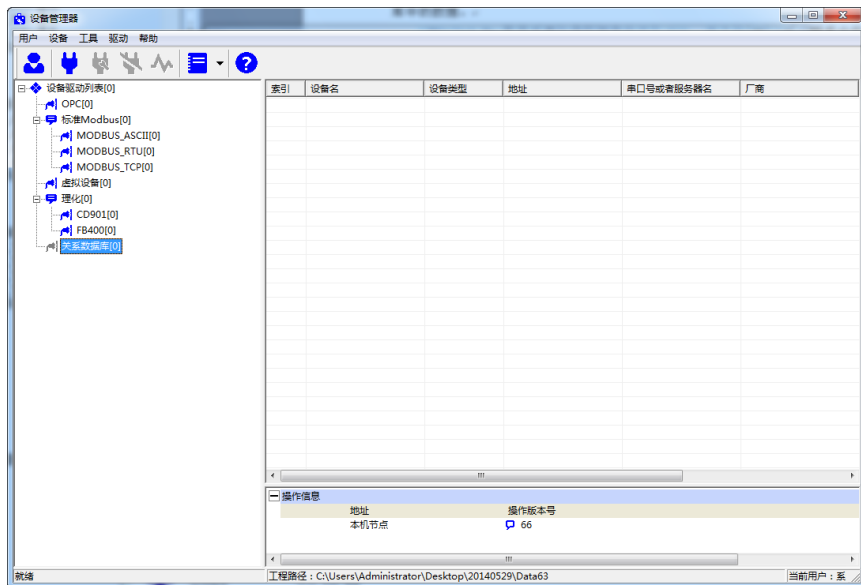 设备管理器
用户 设备 工具 驱动 帮助
设备驱动列表[0]
OPC[0]
标准Modbus[0]
MODBUS_ASCII[0]
MODBUS_RTU[0]
MODBUS_TCP[0]
虚拟设备[0]
理化[0]
CD901[0]
FB400[0]
关系数据库[0]
索引 设备名 设备类型 地址 串口号或者服务器名 厂商
操作信息
地址 操作版本号
本机节点 66
就绪 工程路径：C:\Users\Administrator\Desktop\20140529\Data63 当前用户：系